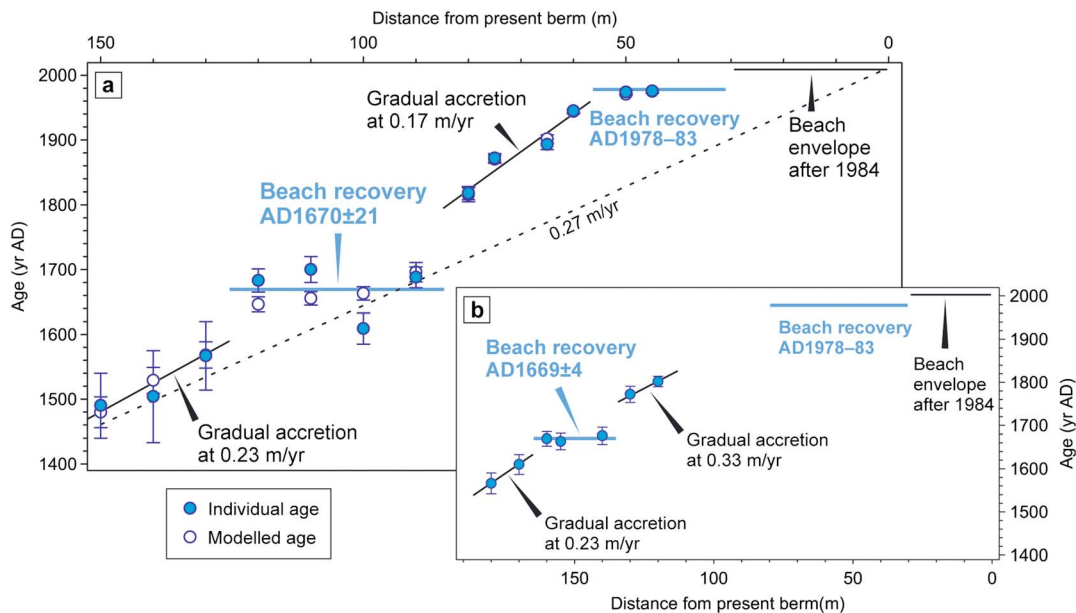 Distance from present berm (m)
150
100
50
0
a
2000
1900
1800
1700
1600
1500
1400
Age (yr AD)
Gradual accretion
at 0.17 m/yr
Beach recovery
AD1978–83
Beach
envelope
after 1984
Beach recovery
AD1670±21
0.27 m/yr
Gradual accretion
at 0.23 m/yr
Individual age
Modelled age
b
2000
1900
1800
1700
1600
1500
1400
Age (yr AD)
Beach recovery
AD1978–83
Beach
envelope
after 1984
Beach recovery
AD1669±4
Gradual accretion
at 0.33 m/yr
Gradual accretion
at 0.23 m/yr
150
100
50
0
Distance fom present berm(m)